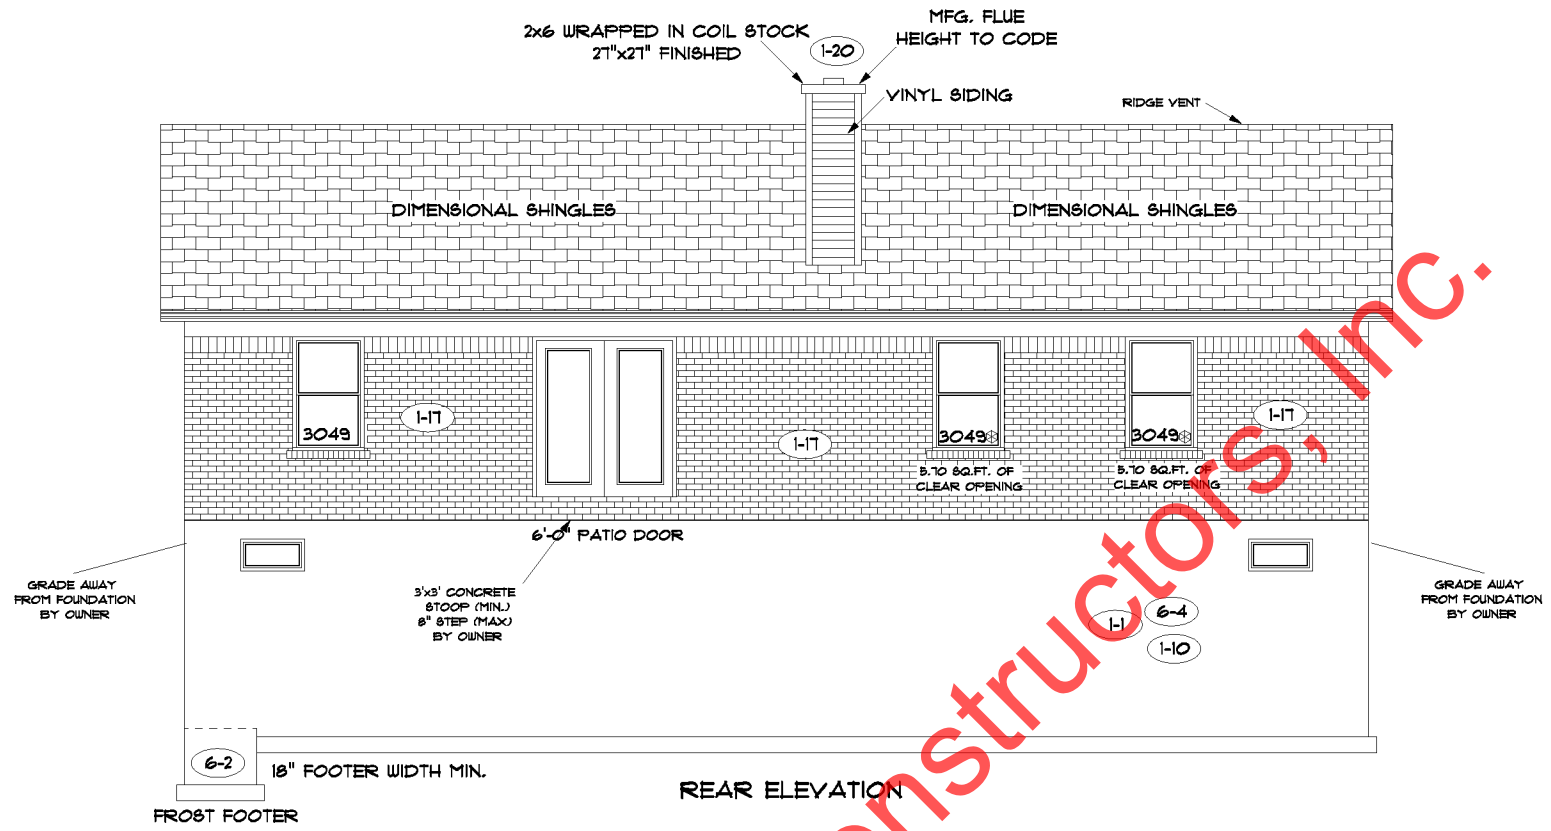 2x6 WRAPPED IN COIL STOCK
27"x27" FINISHED
1-20
MFG. FLUE
HEIGHT TO CODE
VINYL SIDING
RIDGE VENT
DIMENSIONAL SHINGLES
DIMENSIONAL SHINGLES
3049
1-17
1-17
3049
5.70 SQ.FT. OF
CLEAR OPENING
3049
5.70 SQ.FT. OF
CLEAR OPENING
1-17
6'-0" PATIO DOOR
GRADE AWAY
FROM FOUNDATION
BY OWNER
3'x3' CONCRETE
STOOP (MIN.)
8" STEP (MAX)
BY OWNER
GRADE AWAY
FROM FOUNDATION
BY OWNER
1-1
6-4
1-10
6-2
18" FOOTER WIDTH MIN.
FROST FOOTER
REAR ELEVATION
onstructors, Inc.